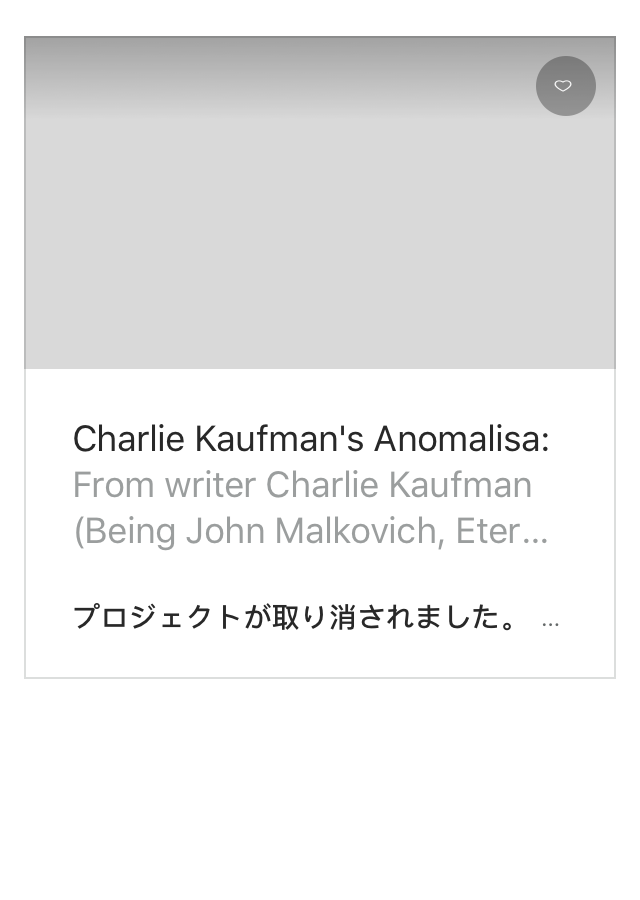 Charlie Kaufman's Anomalisa:
From writer Charlie Kaufman
(Being John Malkovich, Eter...
プロジェクトが取り消されました。 ...